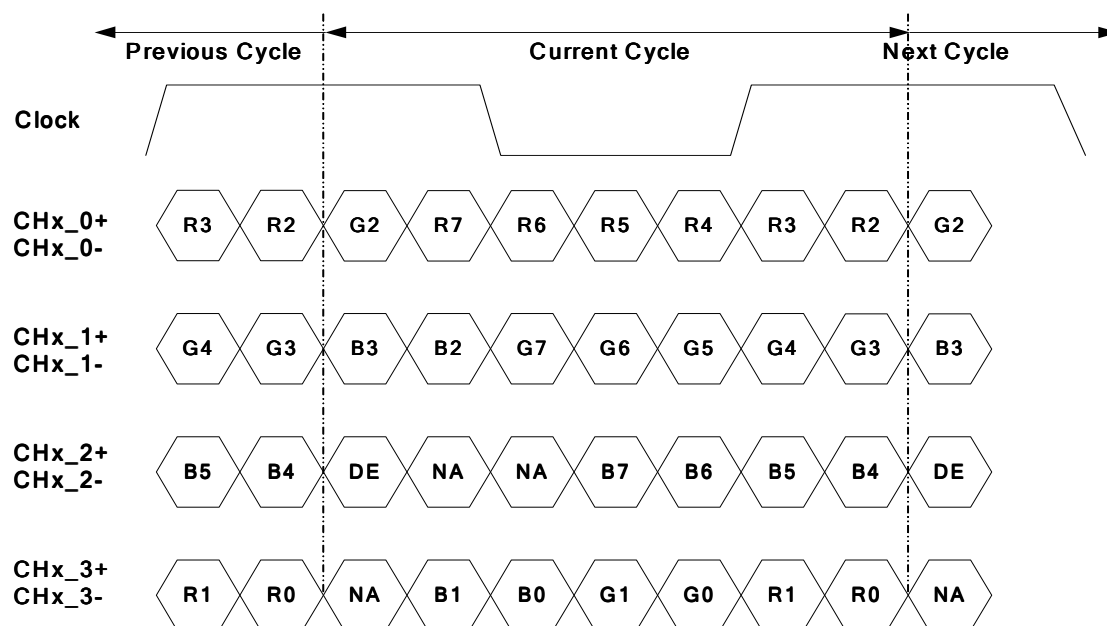 Previous Cycle Current Cycle Next Cycle
Clock
CHx_0+
CHx_0-
R3 R2 G2 R7 R6 R5 R4 R3 R2 G2
CHx_1+
CHx_1-
G4 G3 B3 B2 G7 G6 G5 G4 G3 B3
CHx_2+
CHx_2-
B5 B4 DE NA NA B7 B6 B5 B4 DE
CHx_3+
CHx_3-
R1 R0 NA B1 B0 G1 G0 R1 R0 NA